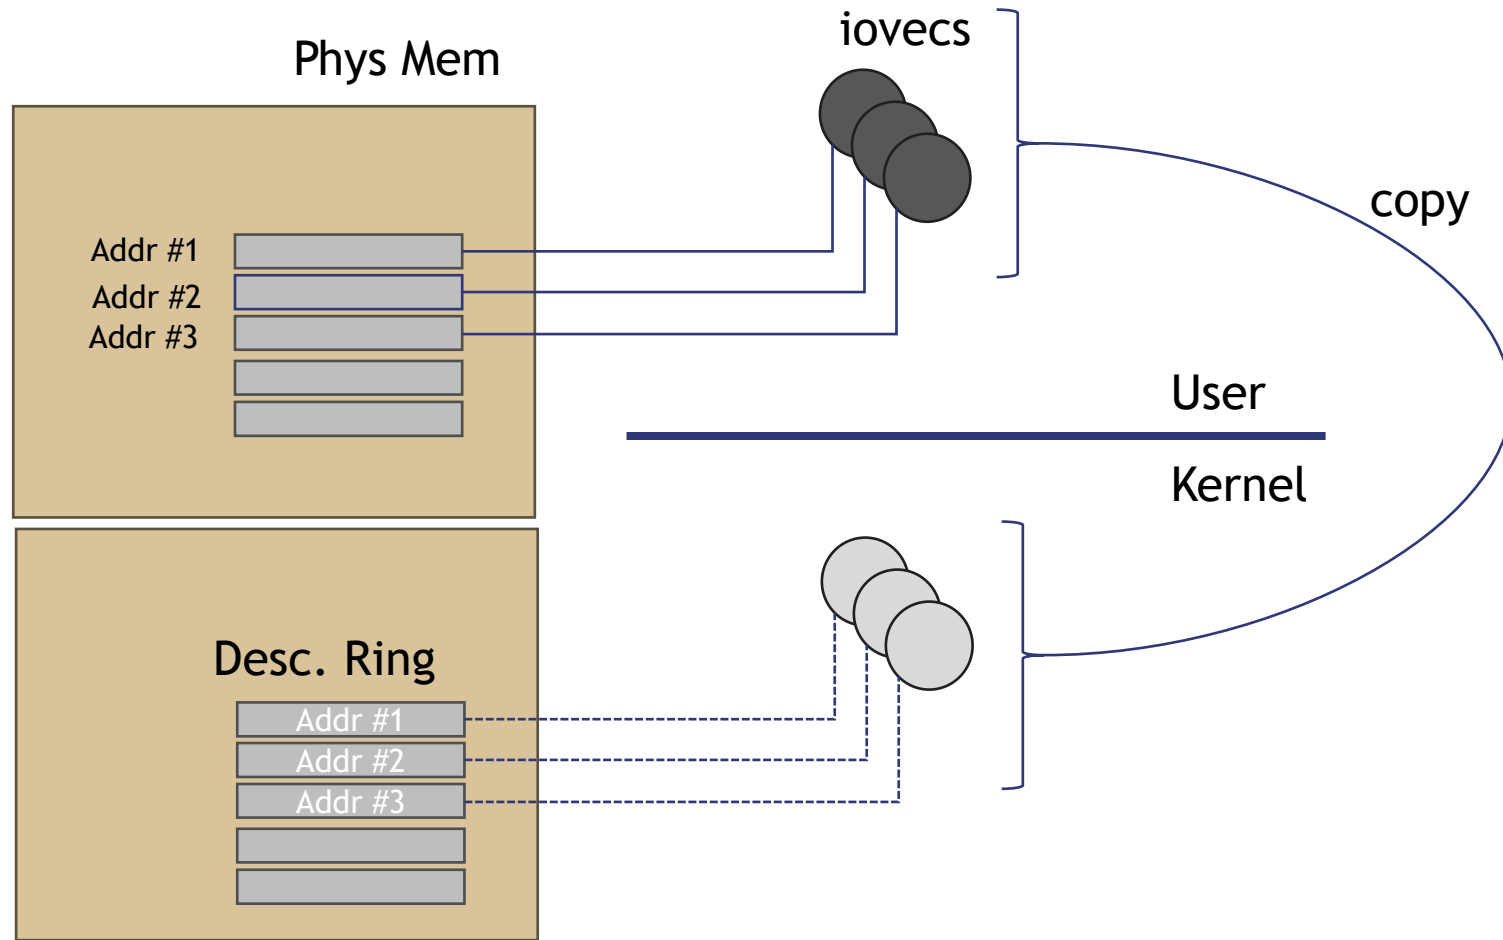 iovecs
Phys Mem
copy
Addr #1
Addr #2
Addr #3
User
Kernel
Desc. Ring
Addr #1
Addr #2
Addr #3